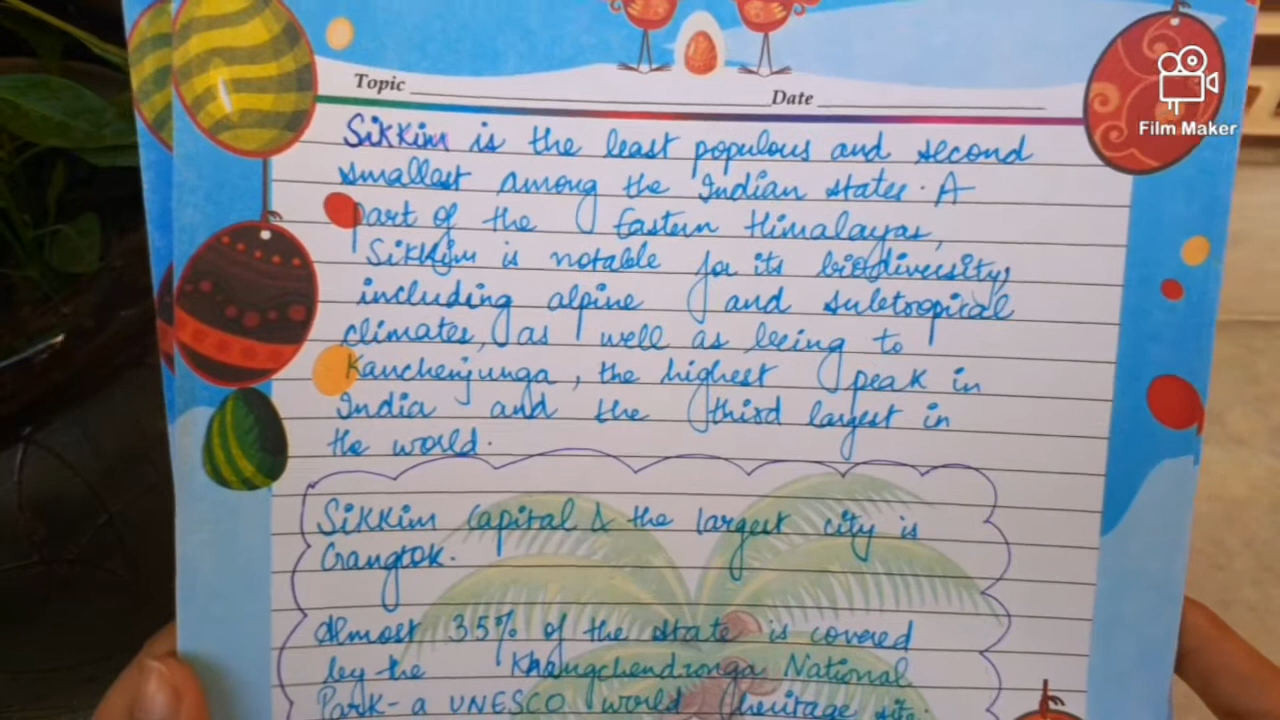 Topic Date
Film Maker
Sikkim is the least populous and second
smallest among the Indian states. A
part of the Eastern Himalayas,
Sikkim is notable for its biodiversity,
including alpine and subtropical
climates, as well as being to
Kanchenjunga, the highest peak in
India and the third largest in
the world.
Sikkim Capital & the largest city is
Gangtok.
Almost 35% of the state is covered
by the Khangchendzonga National
Park - a UNESCO world heritage site.